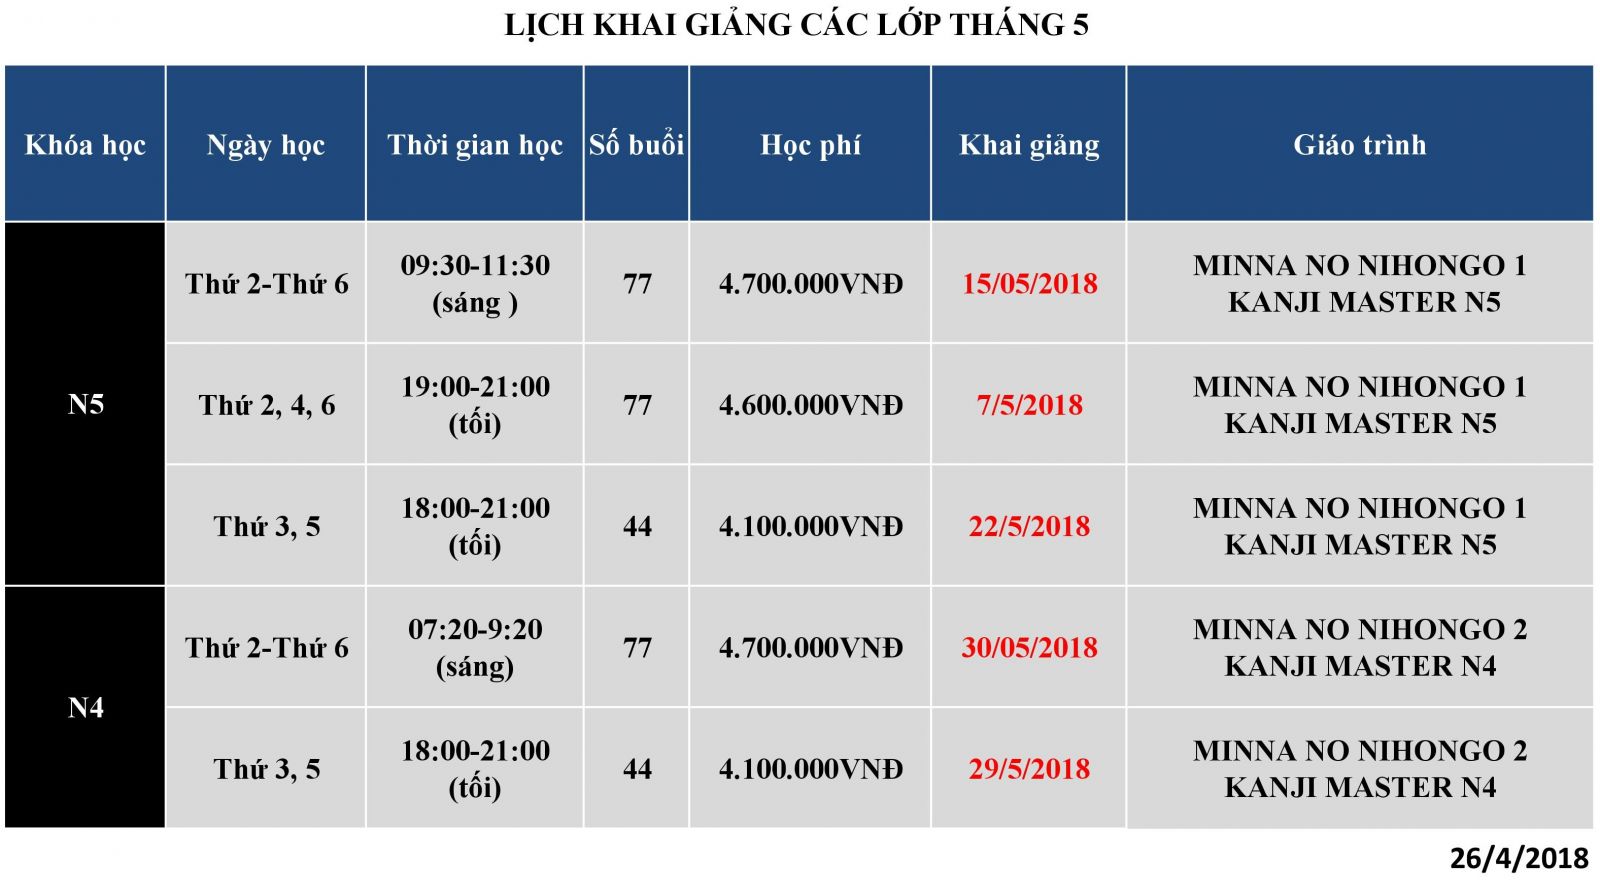 LỊCH KHAI GIẢNG CÁC LỚP THÁNG 5
Khóa học Ngày học Thời gian học Số buổi Học phí Khai giảng Giáo trình
N5
Thứ 2-Thứ 6
09:30-11:30
(sáng )
77
4.700.000VNĐ
15/05/2018
MINNA NO NIHONGO 1
KANJI MASTER N5
Thứ 2, 4, 6
19:00-21:00
(tối)
77
4.600.000VNĐ
7/5/2018
MINNA NO NIHONGO 1
KANJI MASTER N5
Thứ 3, 5
18:00-21:00
(tối)
44
4.100.000VNĐ
22/5/2018
MINNA NO NIHONGO 1
KANJI MASTER N5
N4
Thứ 2-Thứ 6
07:20-9:20
(sáng)
77
4.700.000VNĐ
30/05/2018
MINNA NO NIHONGO 2
KANJI MASTER N4
Thứ 3, 5
18:00-21:00
(tối)
44
4.100.000VNĐ
29/5/2018
MINNA NO NIHONGO 2
KANJI MASTER N4
26/4/2018